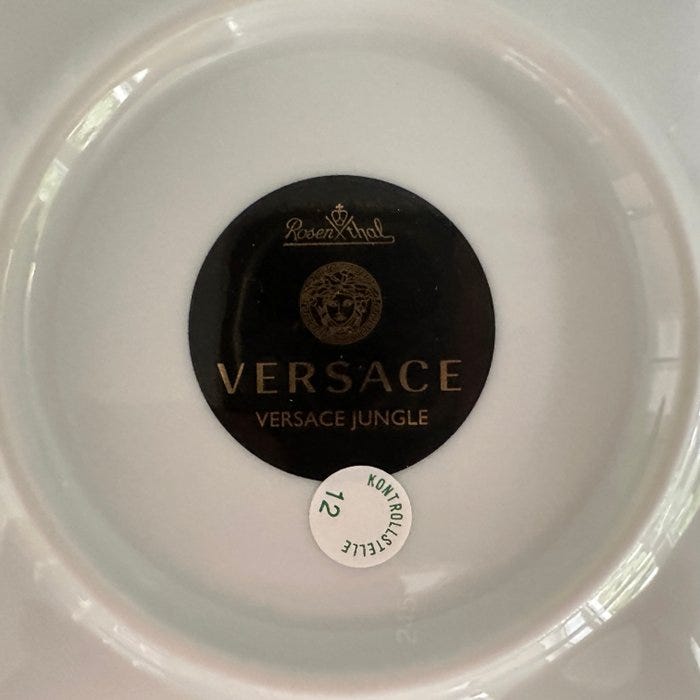 Rosenthal
VERSACE
VERSACE JUNGLE
KONTROLLSTELLE
12